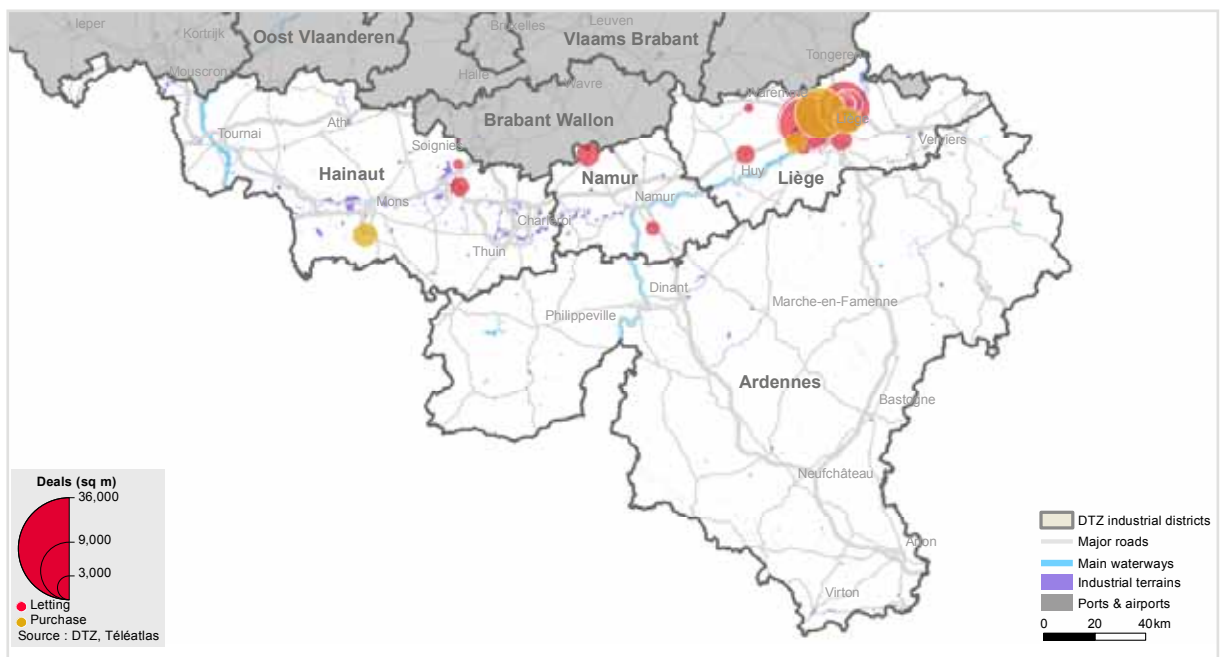 Ieper
Kortrijk
Oost Vlaanderen
Bruxelles
Leuven
Vlaams Brabant
Tongeren
Mouscron
Halle
Wavre
Waremme
Brabant Wallon
Liège
Tournai
Ath
Soignies
Verviers
Hainaut
Namur
Huy
Liège
Mons
Namur
Charleroi
Thuin
Dinant
Philippeville
Marche-en-Famenne
Ardennes
Bastogne
Neufchâteau
Arlon
Virton
Deals (sq m)
36,000
9,000
3,000
Letting
Purchase
Source : DTZ, Téléatlas
DTZ industrial districts
Major roads
Main waterways
Industrial terrains
Ports & airports
0 20 40 km